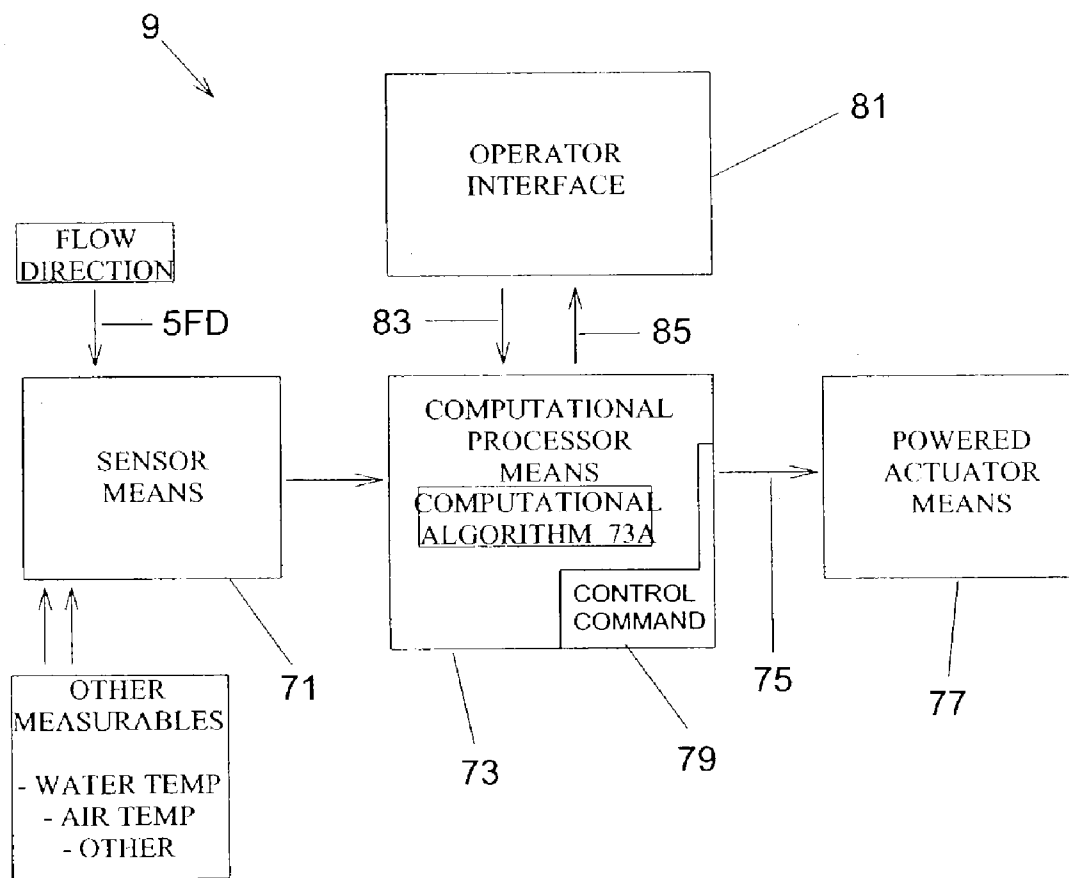 9
OPERATOR
INTERFACE
81
FLOW
DIRECTION
5FD
83
85
SENSOR
MEANS
71
COMPUTATIONAL
PROCESSOR
MEANS
COMPUTATIONAL
ALGORITHM 73A
CONTROL
COMMAND
73
79
75
POWERED
ACTUATOR
MEANS
77
OTHER
MEASURABLES
- WATER TEMP
- AIR TEMP
- OTHER